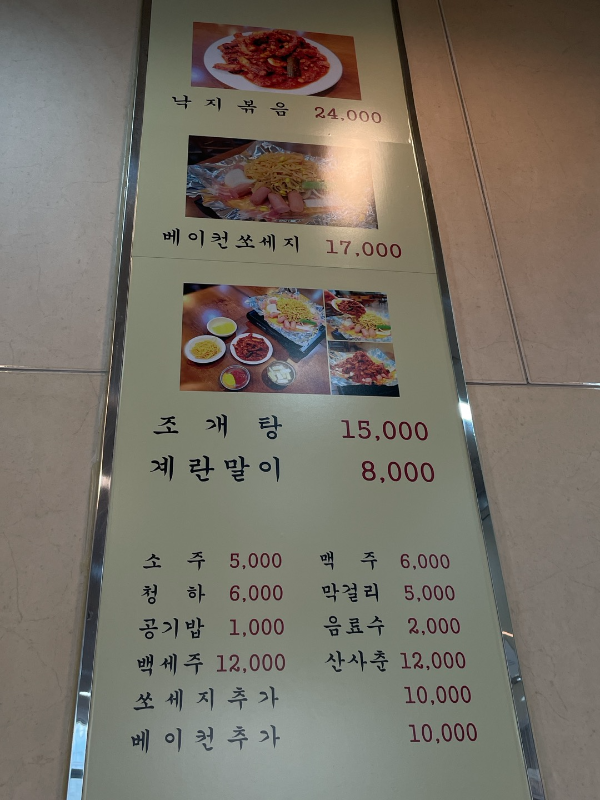 낙지볶음 24,000
베이컨쏘세지 17,000
조개탕 15,000
계란말이 8,000
소주 5,000 맥주 6,000
청하 6,000 막걸리 5,000
공기밥 1,000 음료수 2,000
백세주 12,000 산사춘 12,000
쏘세지추가 10,000
베이컨추가 10,000